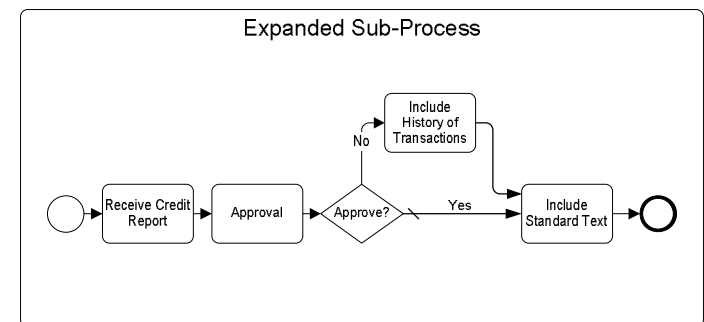 Expanded Sub-Process
Include
History of
Transactions
No
Receive Credit
Report
Approval
Approve?
Yes
Include
Standard Text